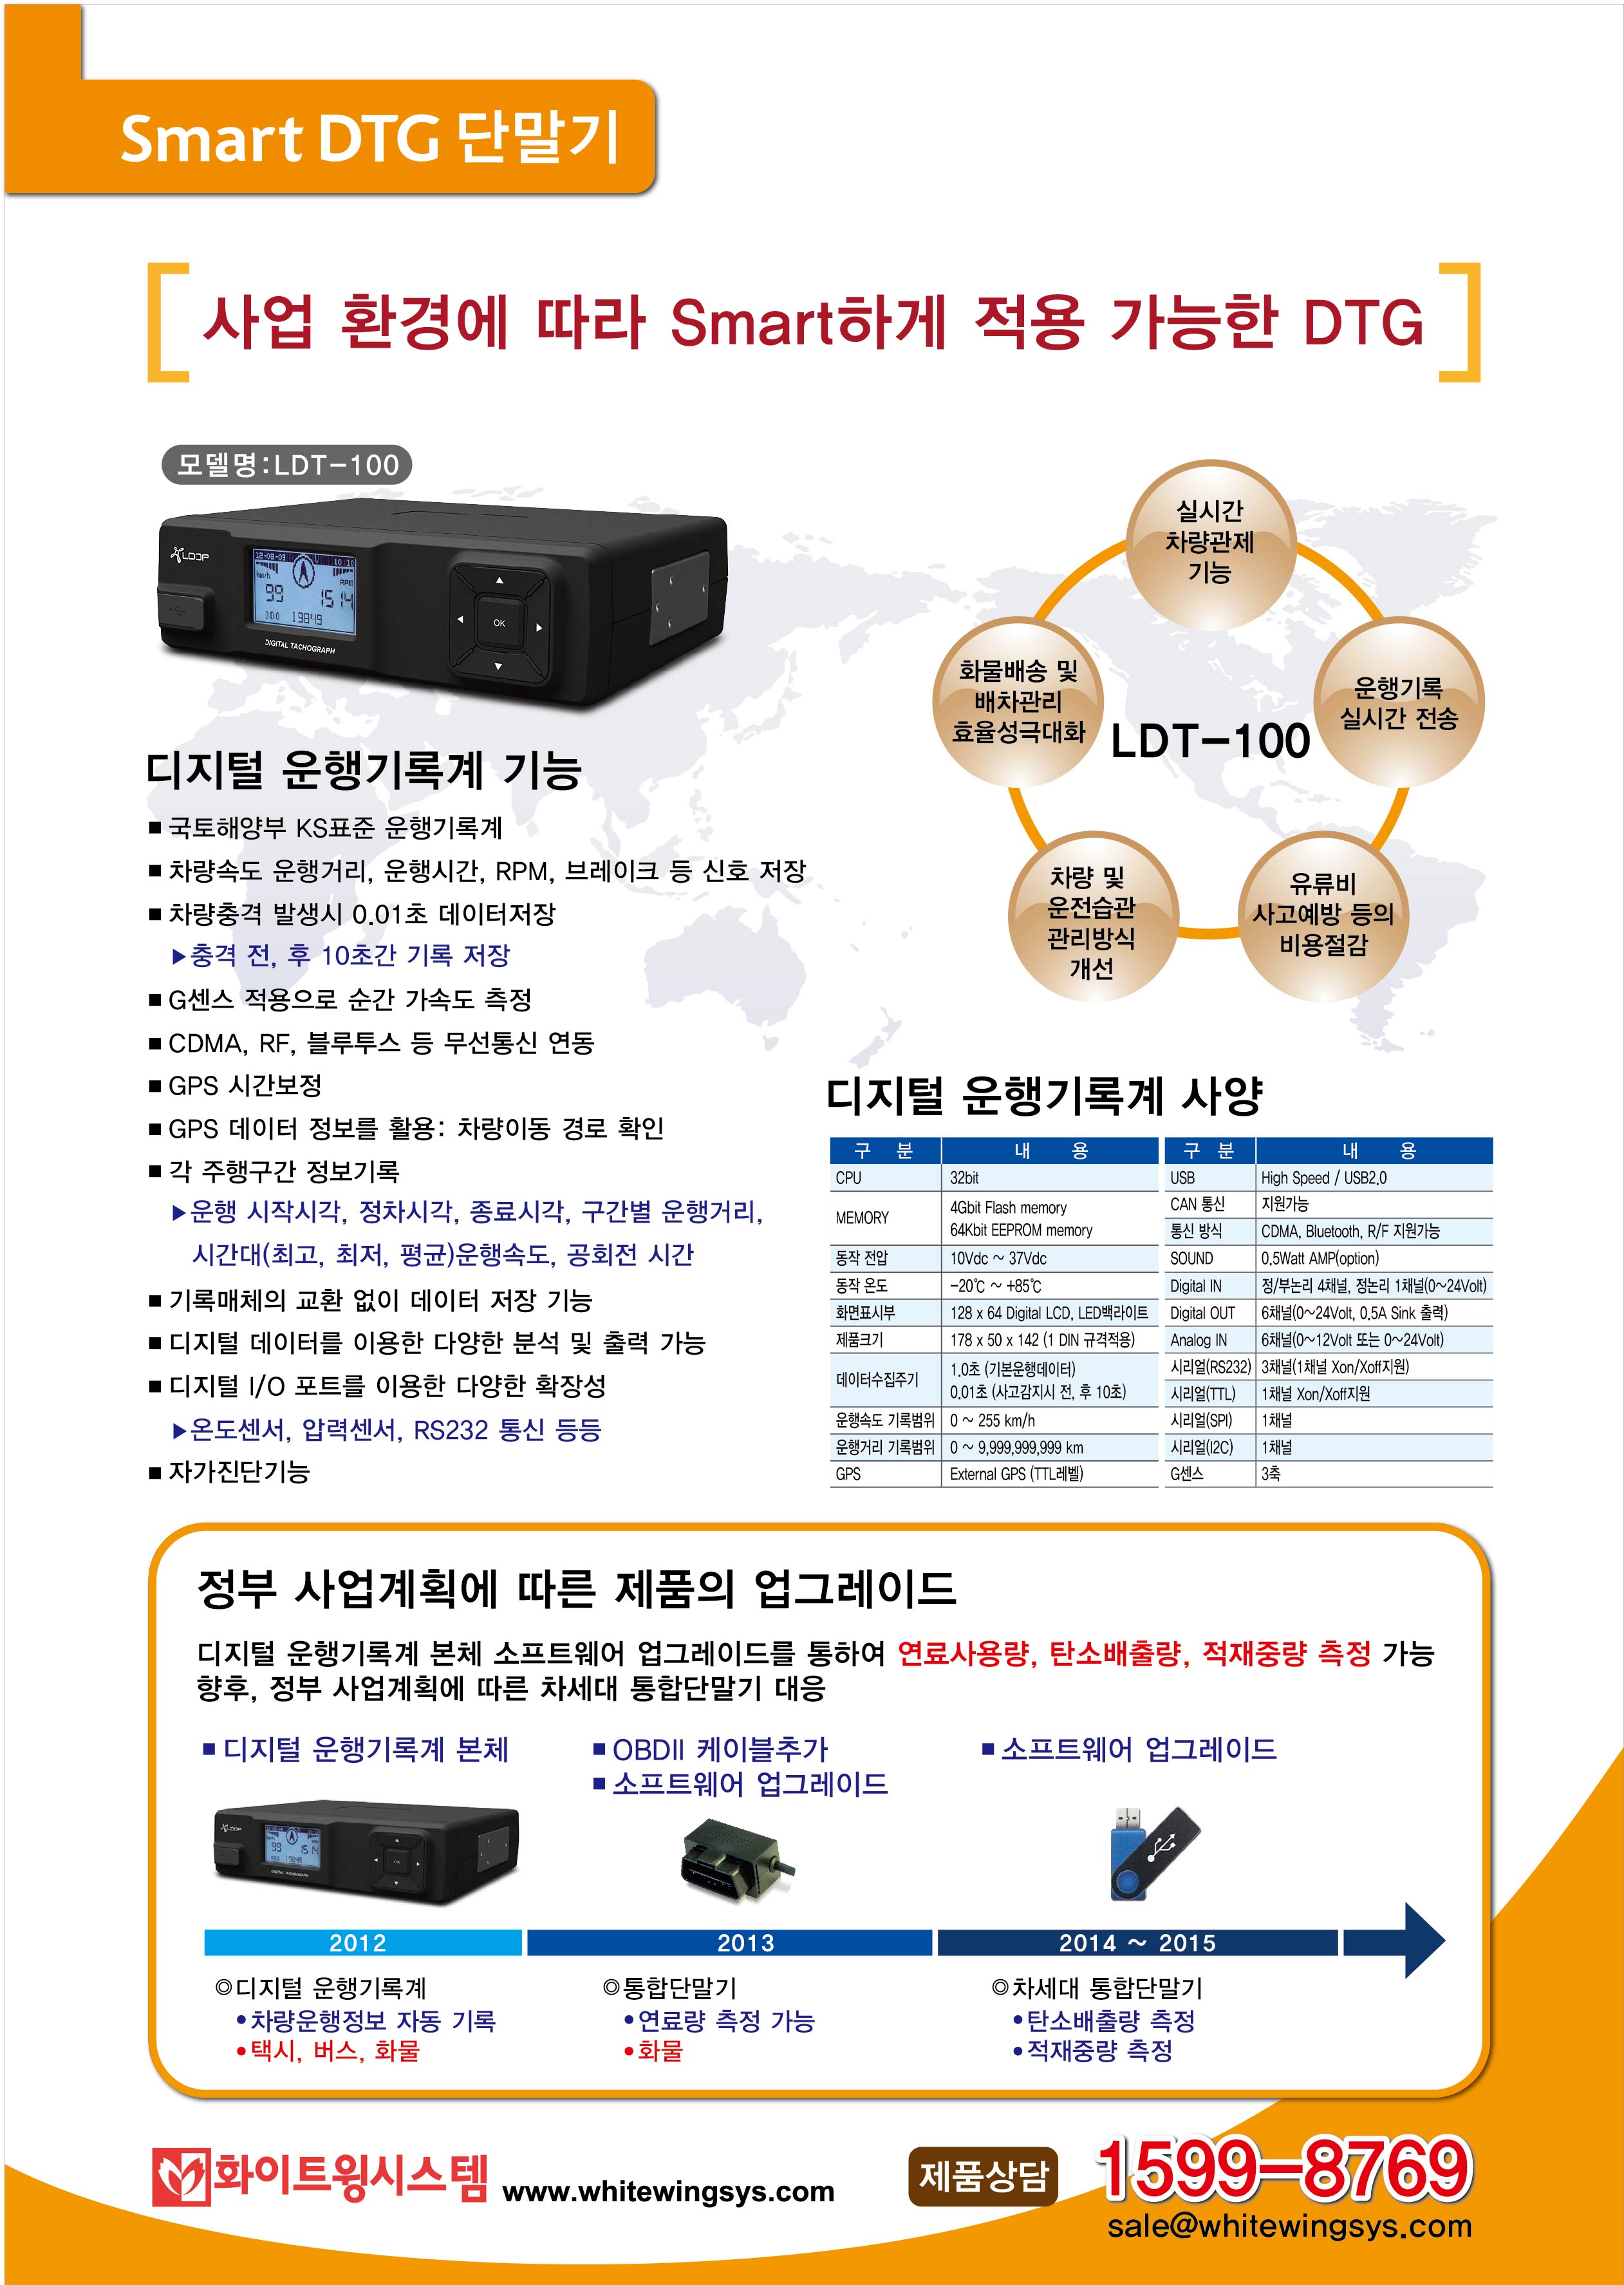 Smart DTG 단말기
사업 환경에 따라 Smart하게 적용 가능한 DTG
모델명:LDT-100
LOOP
12-08-09 10:10
km/h RPM
99 1514
ODO 19849
DIGITAL TACHOGRAPH
OK
실시간
차량관제
기능
화물배송 및
배차관리
효율성극대화
운행기록
실시간 전송
LDT-100
차량 및
운전습관
관리방식
개선
유류비
사고예방 등의
비용절감
디지털 운행기록계 기능
■ 국토해양부 KS표준 운행기록계
■ 차량속도 운행거리, 운행시간, RPM, 브레이크 등 신호 저장
■ 차량충격 발생시 0.01초 데이터저장
▶충격 전, 후 10초간 기록 저장
■ G센스 적용으로 순간 가속도 측정
■ CDMA, RF, 블루투스 등 무선통신 연동
■ GPS 시간보정
■ GPS 데이터 정보를 활용: 차량이동 경로 확인
■ 각 주행구간 정보기록
▶운행 시작시각, 정차시각, 종료시각, 구간별 운행거리,
시간대(최고, 최저, 평균)운행속도, 공회전 시간
■ 기록매체의 교환 없이 데이터 저장 기능
■ 디지털 데이터를 이용한 다양한 분석 및 출력 가능
■ 디지털 I/O 포트를 이용한 다양한 확장성
▶온도센서, 압력센서, RS232 통신 등등
■ 자가진단기능
디지털 운행기록계 사양
구 분 내 용
CPU 32bit
MEMORY 4Gbit Flash memory
64Kbit EEPROM memory
동작 전압 10Vdc ~ 37Vdc
동작 온도 -20℃ ~ +85℃
화면표시부 128 x 64 Digital LCD, LED백라이트
제품크기 178 x 50 x 142 (1 DIN 규격적용)
데이터수집주기 1.0초 (기본운행데이터)
0.01초 (사고감지시 전, 후 10초)
운행속도 기록범위 0 ~ 255 km/h
운행거리 기록범위 0 ~ 9,999,999,999 km
GPS External GPS (TTL레벨)
구 분 내 용
USB High Speed / USB2.0
CAN 통신 지원가능
통신 방식 CDMA, Bluetooth, R/F 지원가능
SOUND 0.5Watt AMP(option)
Digital IN 정/부논리 4채널, 정논리 1채널(0~24Volt)
Digital OUT 6채널(0~24Volt, 0.5A Sink 출력)
Analog IN 6채널(0~12Volt 또는 0~24Volt)
시리얼(RS232) 3채널(1채널 Xon/Xoff지원)
시리얼(TTL) 1채널 Xon/Xoff지원
시리얼(SPI) 1채널
시리얼(I2C) 1채널
G센스 3축
정부 사업계획에 따른 제품의 업그레이드
디지털 운행기록계 본체 소프트웨어 업그레이드를 통하여 연료사용량, 탄소배출량, 적재중량 측정 가능
향후, 정부 사업계획에 따른 차세대 통합단말기 대응
■ 디지털 운행기록계 본체
■ OBDII 케이블추가
■ 소프트웨어 업그레이드
■ 소프트웨어 업그레이드
LOOP
99 1514
19849
DIGITAL TACHOGRAPH
OK
2012 2013 2014 ~ 2015
◎디지털 운행기록계
•차량운행정보 자동 기록
•택시, 버스, 화물
◎통합단말기
•연료량 측정 가능
•화물
◎차세대 통합단말기
•탄소배출량 측정
•적재중량 측정
화이트윙시스템 www.whitewingsys.com
제품상담 1599-8769
sale@whitewingsys.com